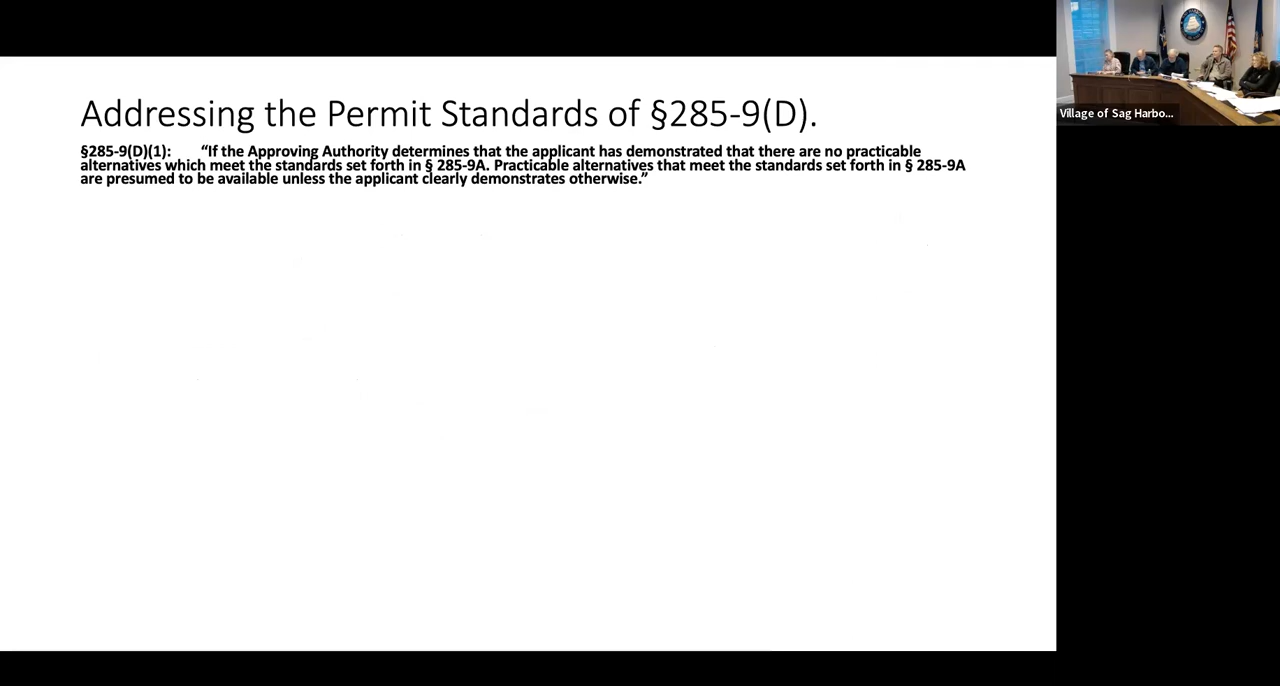 Addressing the Permit Standards of §285-9(D).
§285-9(D)(1): “If the Approving Authority determines that the applicant has demonstrated that there are no practicable
alternatives which meet the standards set forth in § 285-9A. Practicable alternatives that meet the standards set forth in § 285-9A
are presumed to be available unless the applicant clearly demonstrates otherwise.”
Village of Sag Harbo...